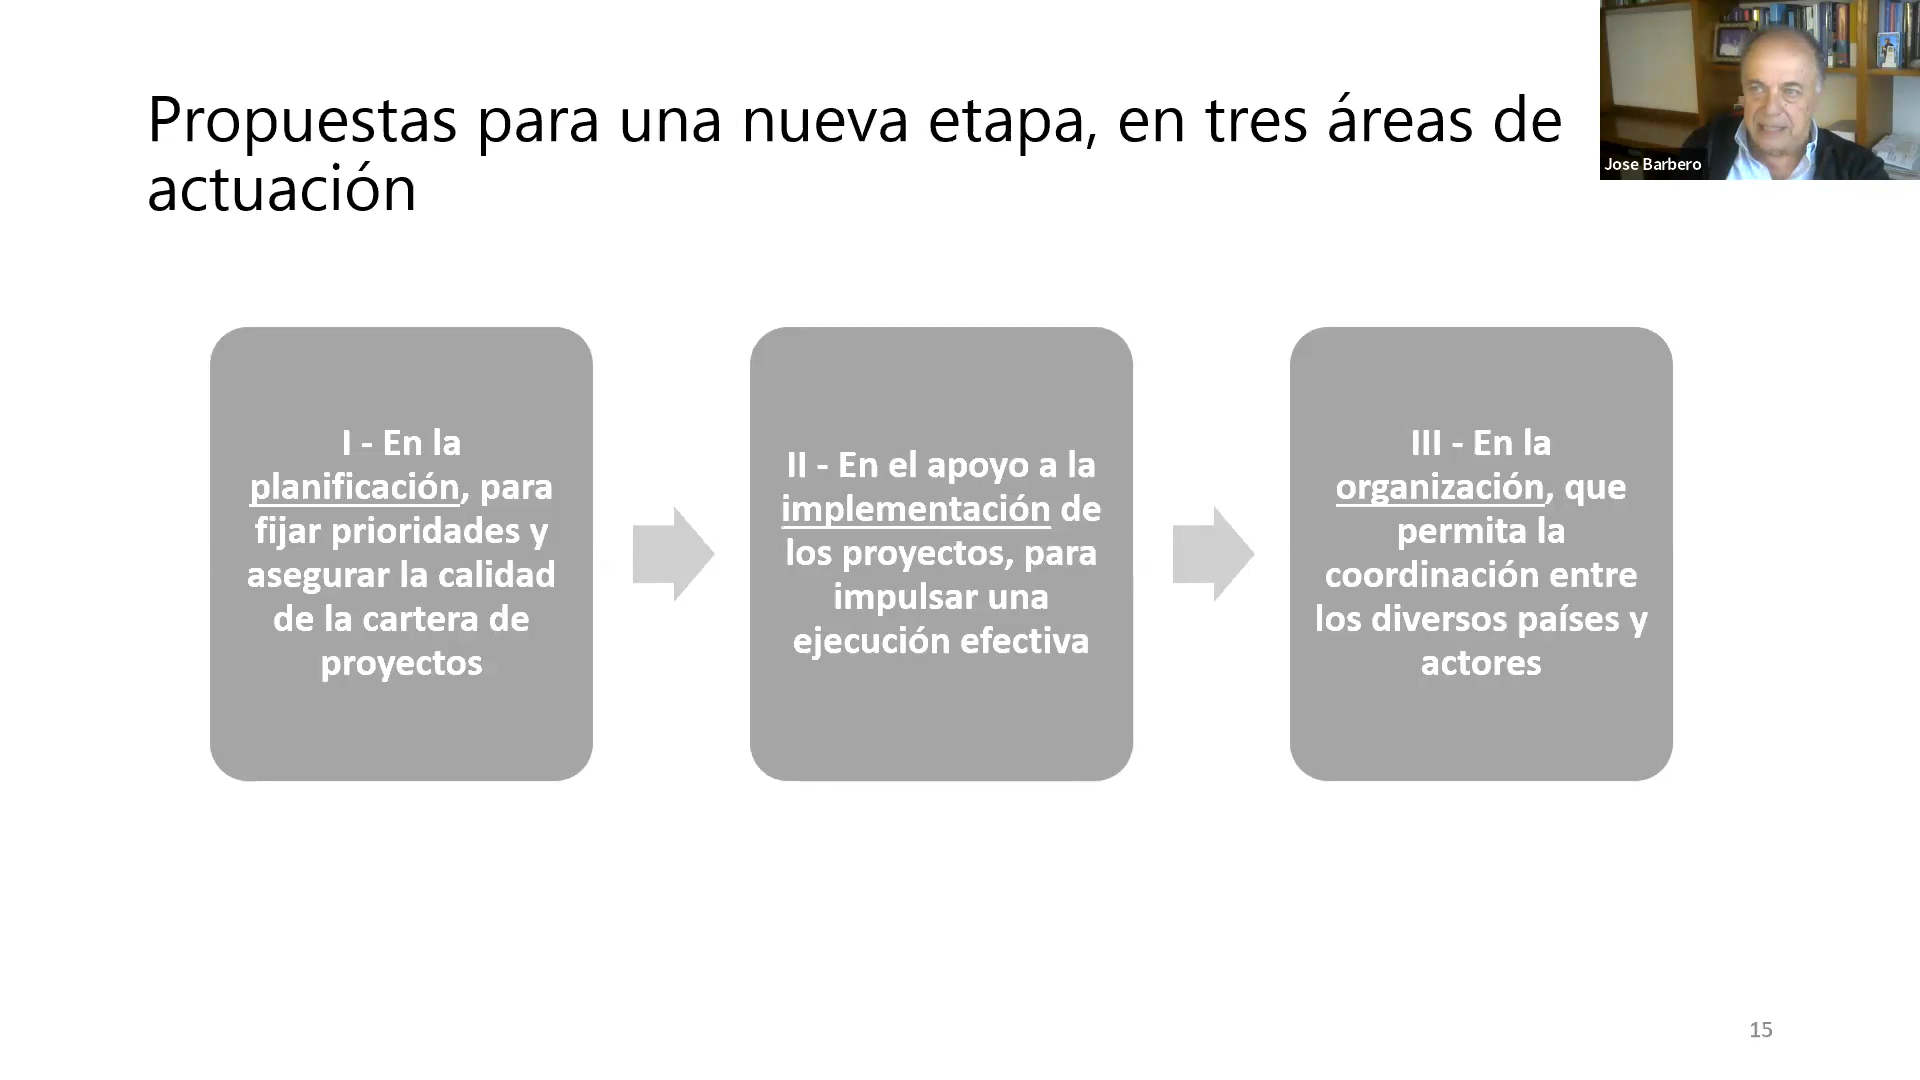 Propuestas para una nueva etapa, en tres áreas de
actuación
Jose Barbero
I - En la
planificación, para
fijar prioridades y
asegurar la calidad
de la cartera de
proyectos
II - En el apoyo a la
implementación de
los proyectos, para
impulsar una
ejecución efectiva
III - En la
organización, que
permita la
coordinación entre
los diversos países y
actores
15